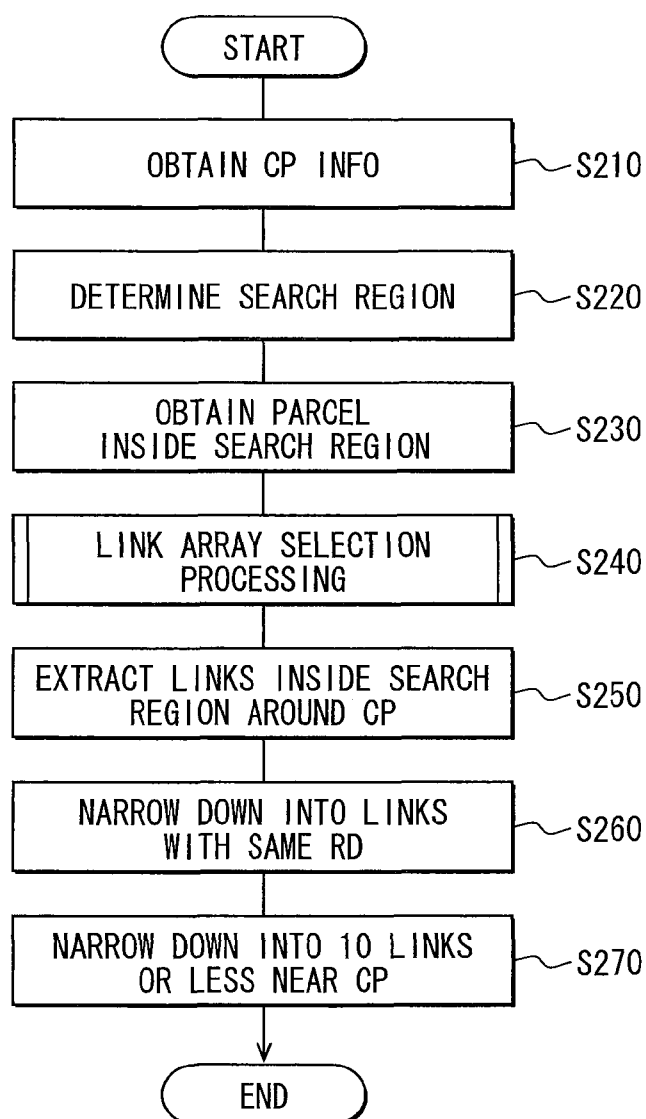 START
OBTAIN CP INFO
S210
DETERMINE SEARCH REGION
S220
OBTAIN PARCEL
INSIDE SEARCH REGION
S230
LINK ARRAY SELECTION
PROCESSING
S240
EXTRACT LINKS INSIDE SEARCH
REGION AROUND CP
S250
NARROW DOWN INTO LINKS
WITH SAME RD
S260
NARROW DOWN INTO 10 LINKS
OR LESS NEAR CP
S270
END